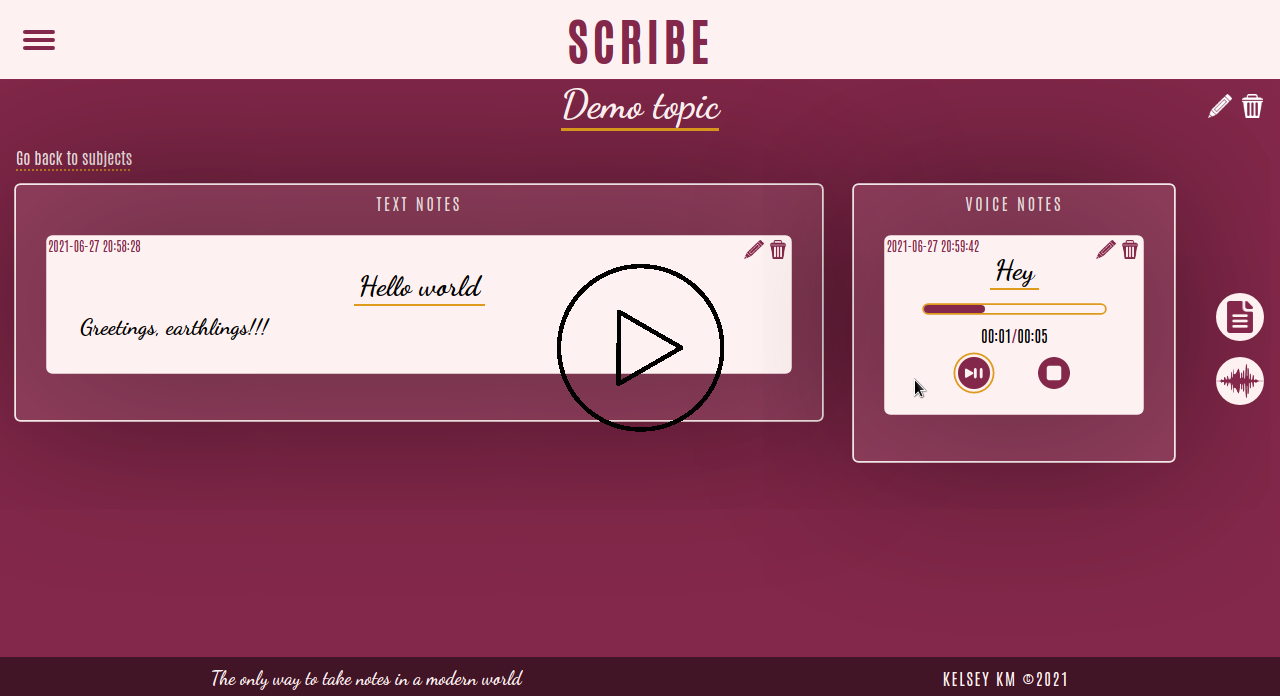 SCRIBE
Demo topic
Go back to subjects
TEXT NOTES
2021-06-27 20:58:28
Hello world
Greetings, earthlings!!!
VOICE NOTES
2021-06-27 20:59:42
Hey
00:01/00:05
The only way to take notes in a modern world
KELSEY KM ©2021